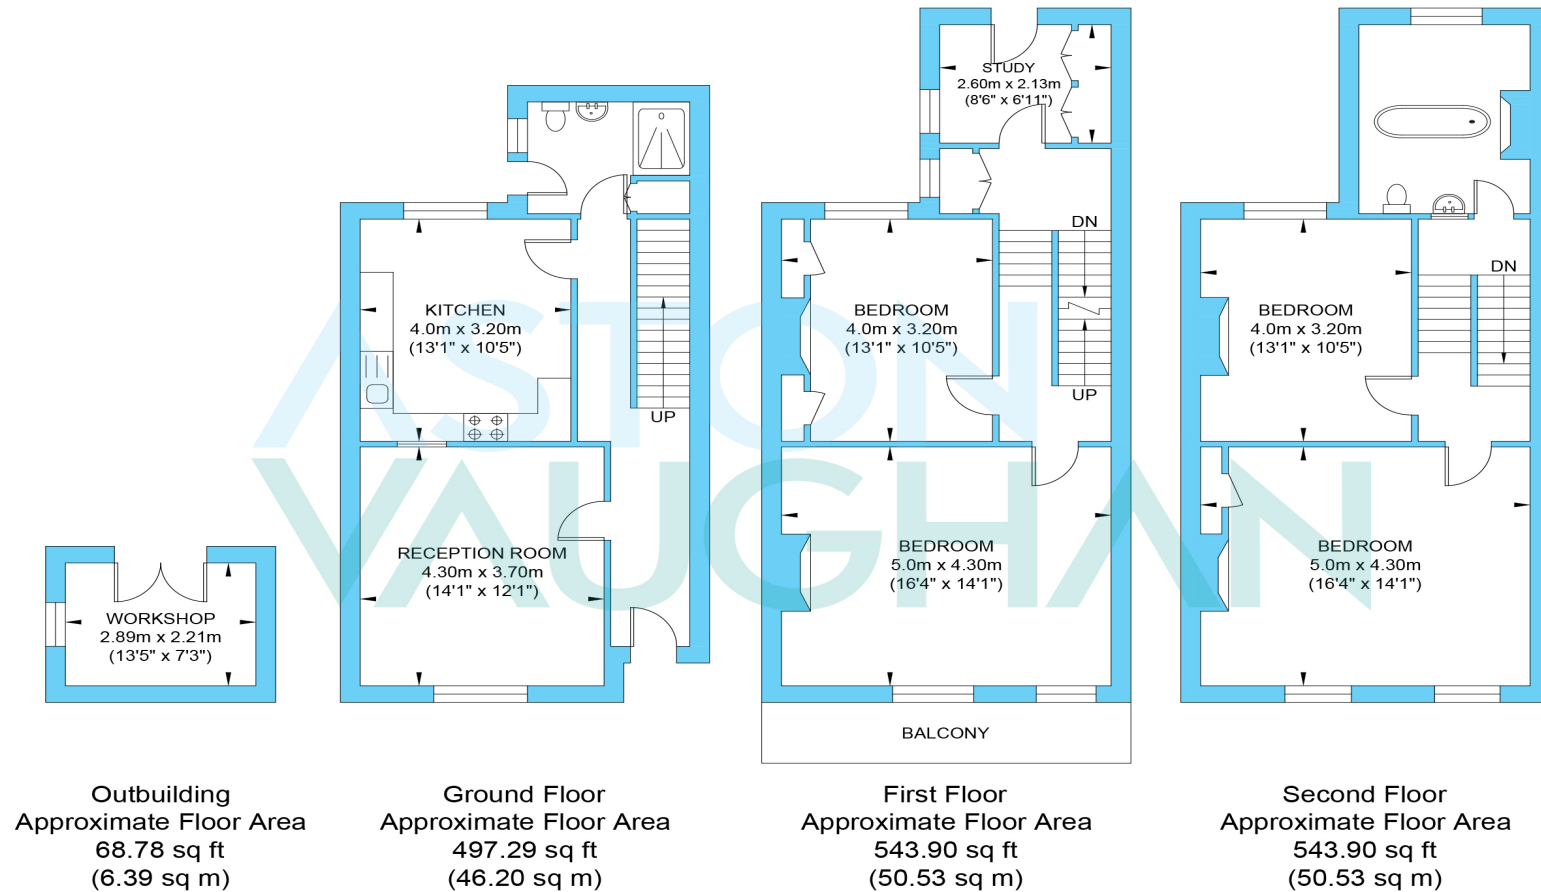 WORKSHOP
2.89m x 2.21m
(13'5" x 7'3")
Outbuilding
Approximate Floor Area
68.78 sq ft
(6.39 sq m)
KITCHEN
4.0m x 3.20m
(13'1" x 10'5")
UP
RECEPTION ROOM
4.30m x 3.70m
(14'1" x 12'1")
Ground Floor
Approximate Floor Area
497.29 sq ft
(46.20 sq m)
STUDY
2.60m x 2.13m
(8'6" x 6'11")
DN
BEDROOM
4.0m x 3.20m
(13'1" x 10'5")
UP
BEDROOM
5.0m x 4.30m
(16'4" x 14'1")
BALCONY
First Floor
Approximate Floor Area
543.90 sq ft
(50.53 sq m)
DN
BEDROOM
4.0m x 3.20m
(13'1" x 10'5")
BEDROOM
5.0m x 4.30m
(16'4" x 14'1")
Second Floor
Approximate Floor Area
543.90 sq ft
(50.53 sq m)
ASTON
VAUGHAN